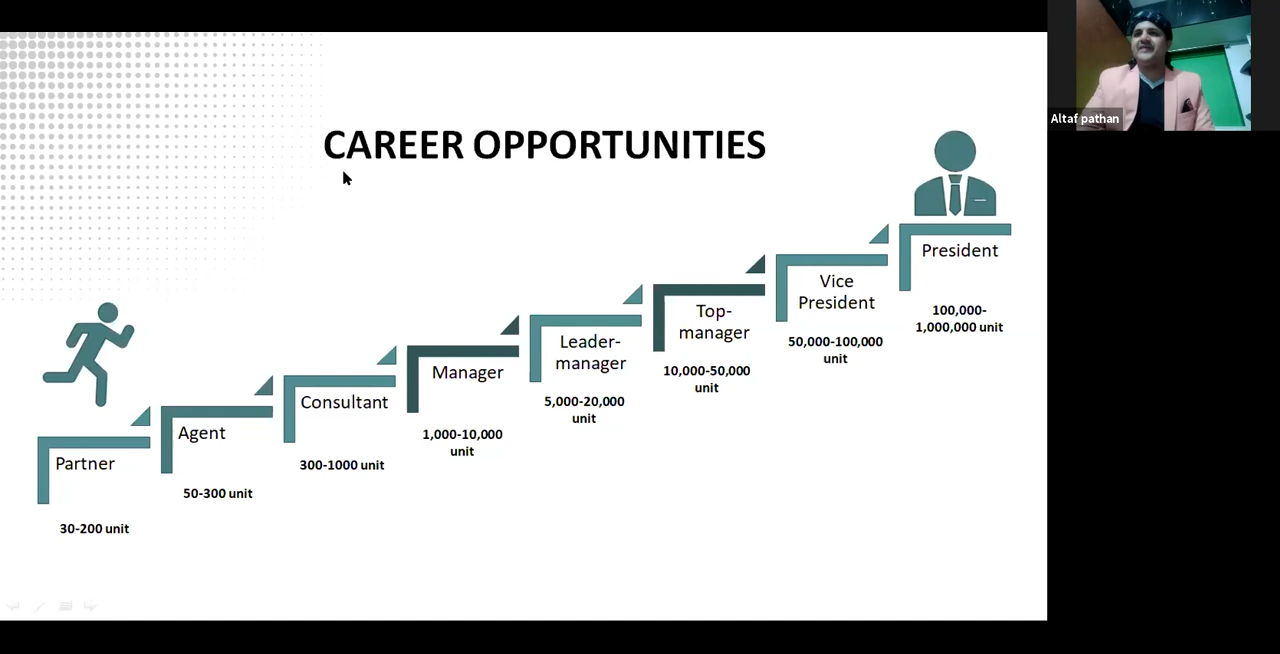 CAREER OPPORTUNITIES
Altaf pathan
Partner
30-200 unit
Agent
50-300 unit
Consultant
300-1000 unit
Manager
1,000-10,000
unit
Leader-
manager
5,000-20,000
unit
Top-
manager
10,000-50,000
unit
Vice
President
50,000-100,000
unit
President
100,000-
1,000,000 unit